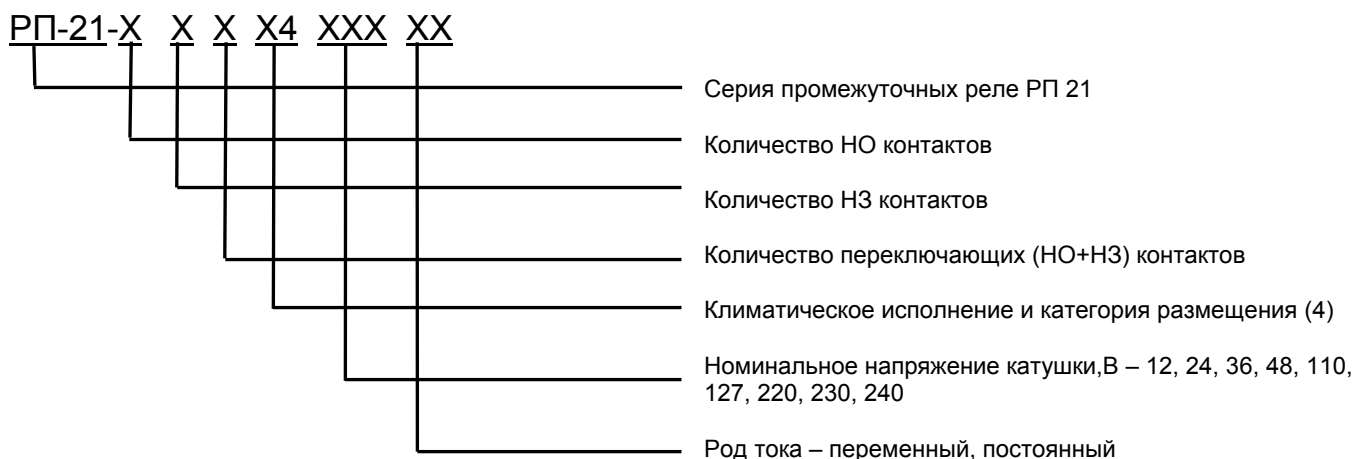 РП-21-Х Х Х Х4 ХХХ ХХ
Серия промежуточных реле РП 21
Количество НО контактов
Количество НЗ контактов
Количество переключающих (НО+НЗ) контактов
Климатическое исполнение и категория размещения (4)
Номинальное напряжение катушки,В – 12, 24, 36, 48, 110,
127, 220, 230, 240
Род тока – переменный, постоянный